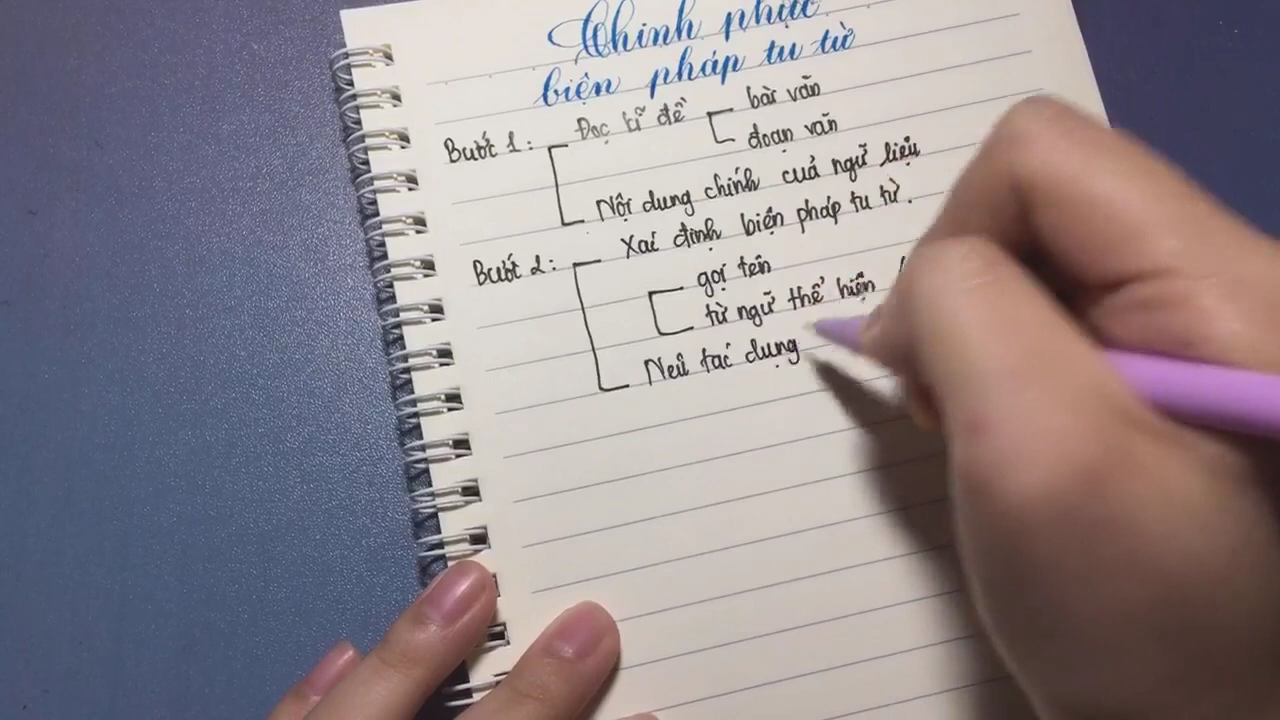 Chinh phục
biện pháp tu từ
Bước 1: Đọc kĩ đề
bài văn
đoạn văn
Nội dung chính của ngữ liệu
Bước 2: Xác định biện pháp tu từ.
gọi tên
từ ngữ thể hiện
Nêu tác dụng